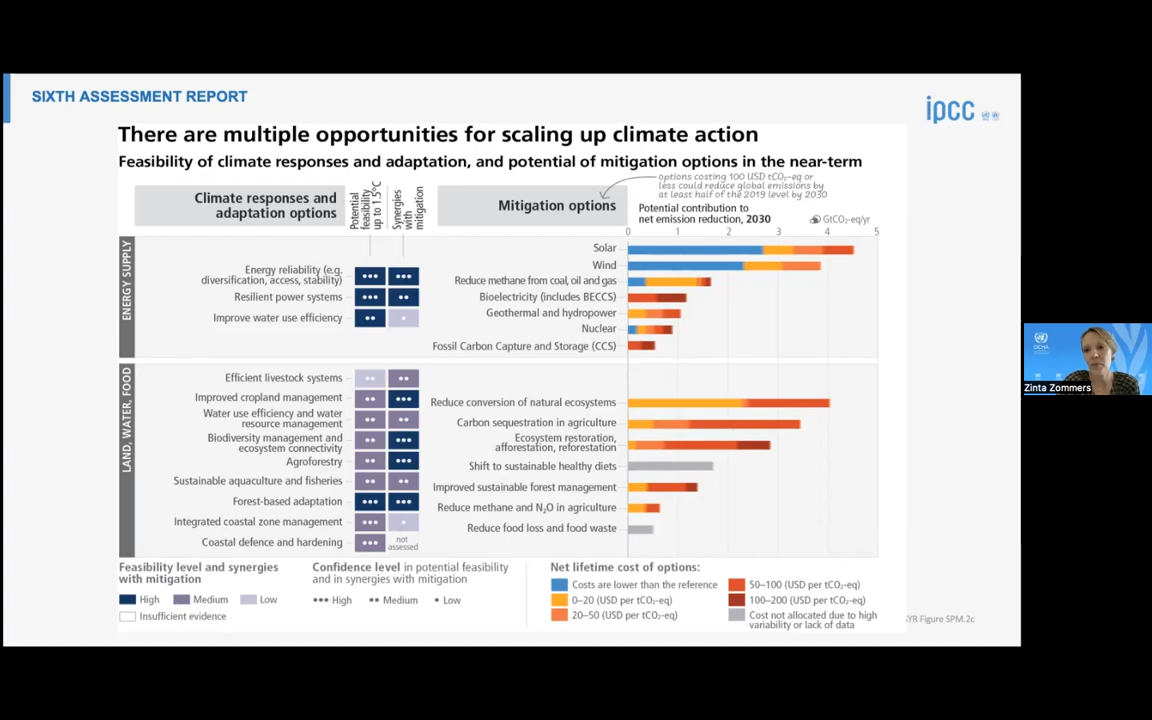 SIXTH ASSESSMENT REPORT
ipcc
There are multiple opportunities for scaling up climate action
Feasibility of climate responses and adaptation, and potential of mitigation options in the near-term
options costing 100 USD tCO₂-eq or
less could reduce global emissions by
at least half of the 2019 level by 2030
Climate responses and
adaptation options
Potential
feasibility
up to 1.5°C
Synergies
with
mitigation
Mitigation options
Potential contribution to
net emission reduction, 2030
GtCO₂-eq/yr
0 1 2 3 4 5
ENERGY SUPPLY
Energy reliability (e.g.
diversification, access, stability)
Resilient power systems
Improve water use efficiency
Solar
Wind
Reduce methane from coal, oil and gas
Bioelectricity (includes BECCS)
Geothermal and hydropower
Nuclear
Fossil Carbon Capture and Storage (CCS)
LAND, WATER, FOOD
Efficient livestock systems
Improved cropland management
Water use efficiency and water
resource management
Biodiversity management and
ecosystem connectivity
Agroforestry
Sustainable aquaculture and fisheries
Forest-based adaptation
Integrated coastal zone management
Coastal defence and hardening
not
assessed
Reduce conversion of natural ecosystems
Carbon sequestration in agriculture
Ecosystem restoration,
afforestation, reforestation
Shift to sustainable healthy diets
Improved sustainable forest management
Reduce methane and N₂O in agriculture
Reduce food loss and food waste
Feasibility level and synergies
with mitigation
High Medium Low
Insufficient evidence
Confidence level in potential feasibility
and in synergies with mitigation
••• High •• Medium • Low
Net lifetime cost of options:
Costs are lower than the reference
0–20 (USD per tCO₂-eq)
20–50 (USD per tCO₂-eq)
50–100 (USD per tCO₂-eq)
100–200 (USD per tCO₂-eq)
Cost not allocated due to high
variability or lack of data
SYR Figure SPM.2c
OCHA
Zinta Zommers